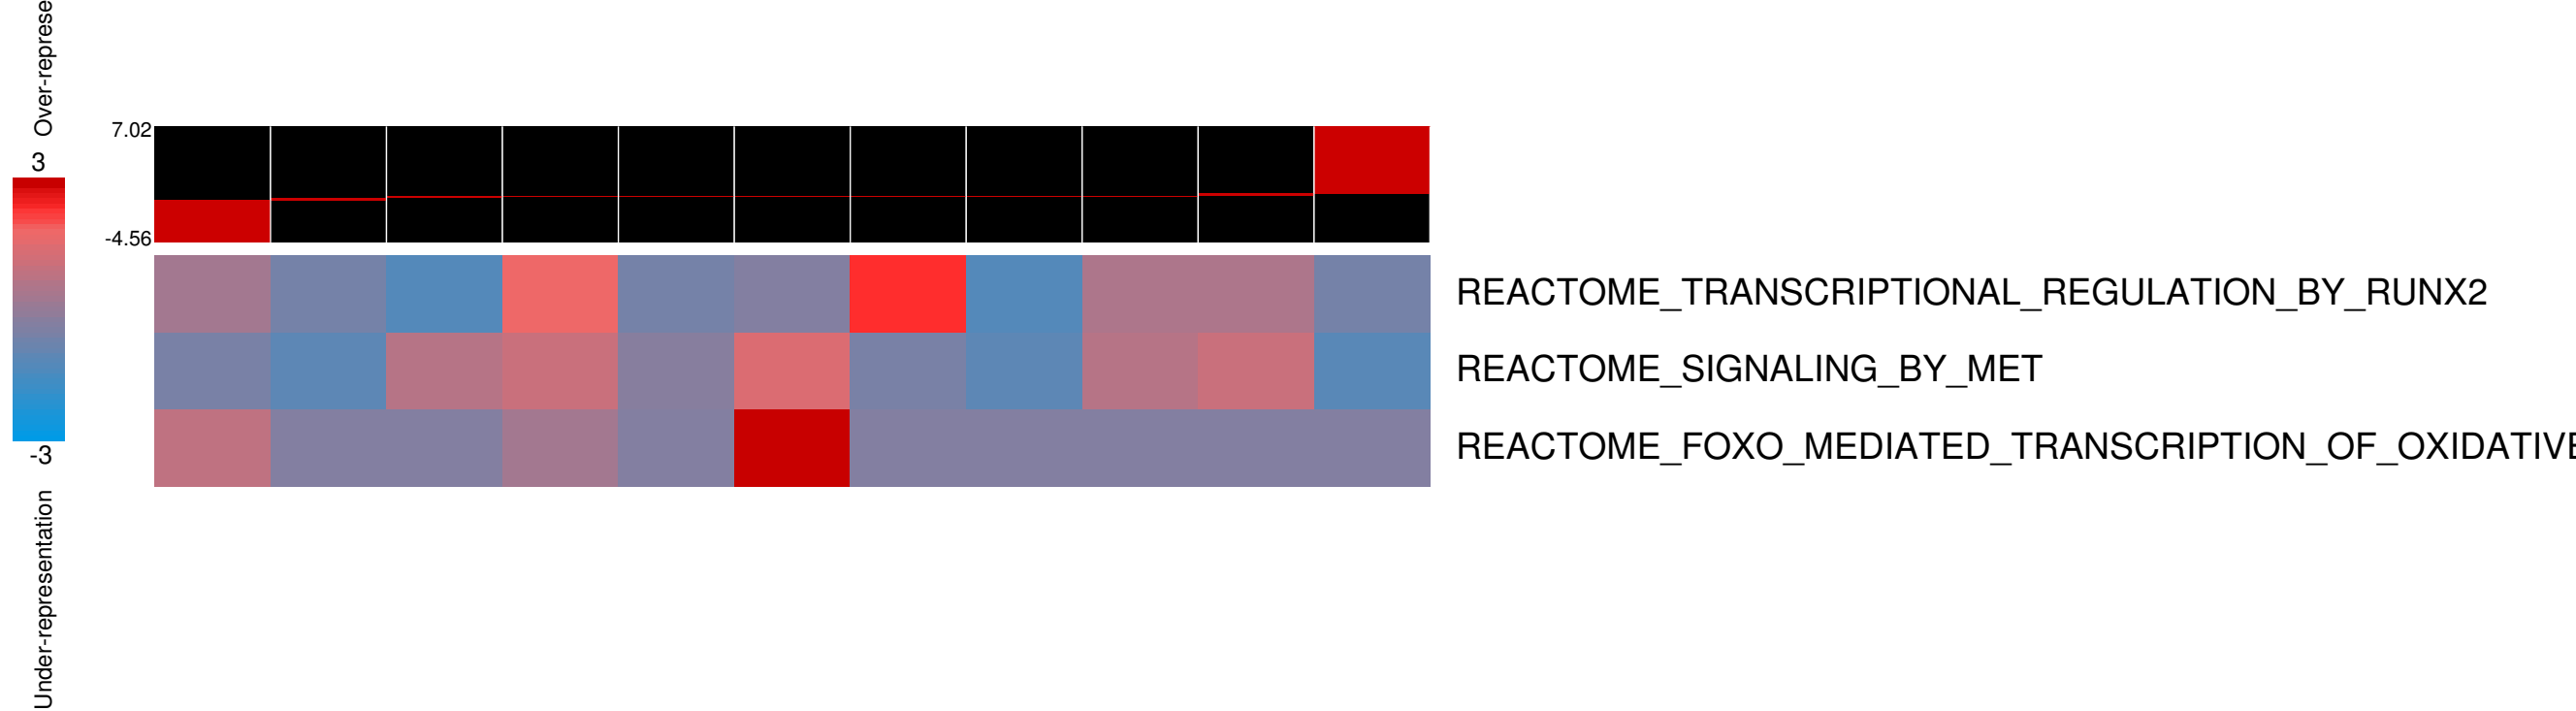 Over-represe
3
-3
Under-representation
7.02
-4.56
REACTOME_TRANSCRIPTIONAL_REGULATION_BY_RUNX2
REACTOME_SIGNALING_BY_MET
REACTOME_FOXO_MEDIATED_TRANSCRIPTION_OF_OXIDATIVE